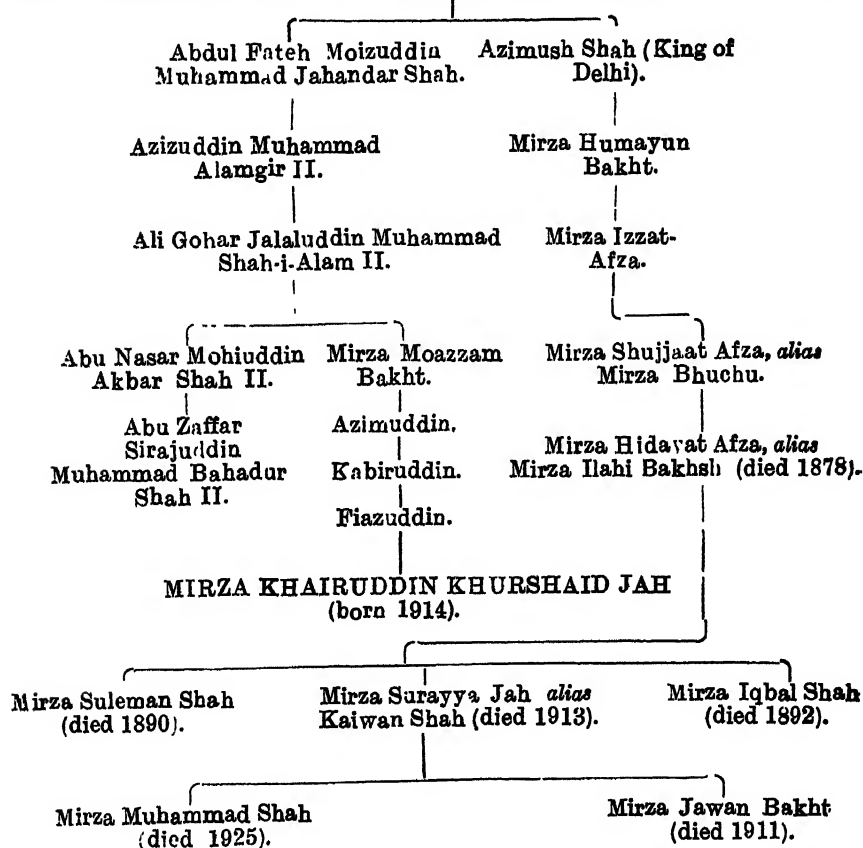 Abdul Fateh Moizuddin
Muhammad Jahandar Shah.
Azimush Shah (King of
Delhi).
Azizuddin Muhammad
Alamgir II.
Mirza Humayun
Bakht.
Ali Gohar Jalaluddin Muhammad
Shah-i-Alam II.
Mirza Izzat-
Afza.
Abu Nasar Mohiuddin
Akbar Shah II.
Mirza Moazzam
Bakht.
Mirza Shujjaat Afza, alias
Mirza Bhuchu.
Abu Zaffar
Sirajuddin
Muhammad Bahadur
Shah II.
Azimuddin.
Kabiruddin.
Fiazuddin.
Mirza Hidayat Afza, alias
Mirza Ilahi Bakhsh (died 1878).
MIRZA KHAIRUDDIN KHURSHAID JAH
(born 1914).
Mirza Suleman Shah
(died 1890).
Mirza Surayya Jah alias
Kaiwan Shah (died 1913).
Mirza Iqbal Shah
(died 1892).
Mirza Muhammad Shah
(died 1925).
Mirza Jawan Bakht
(died 1911).